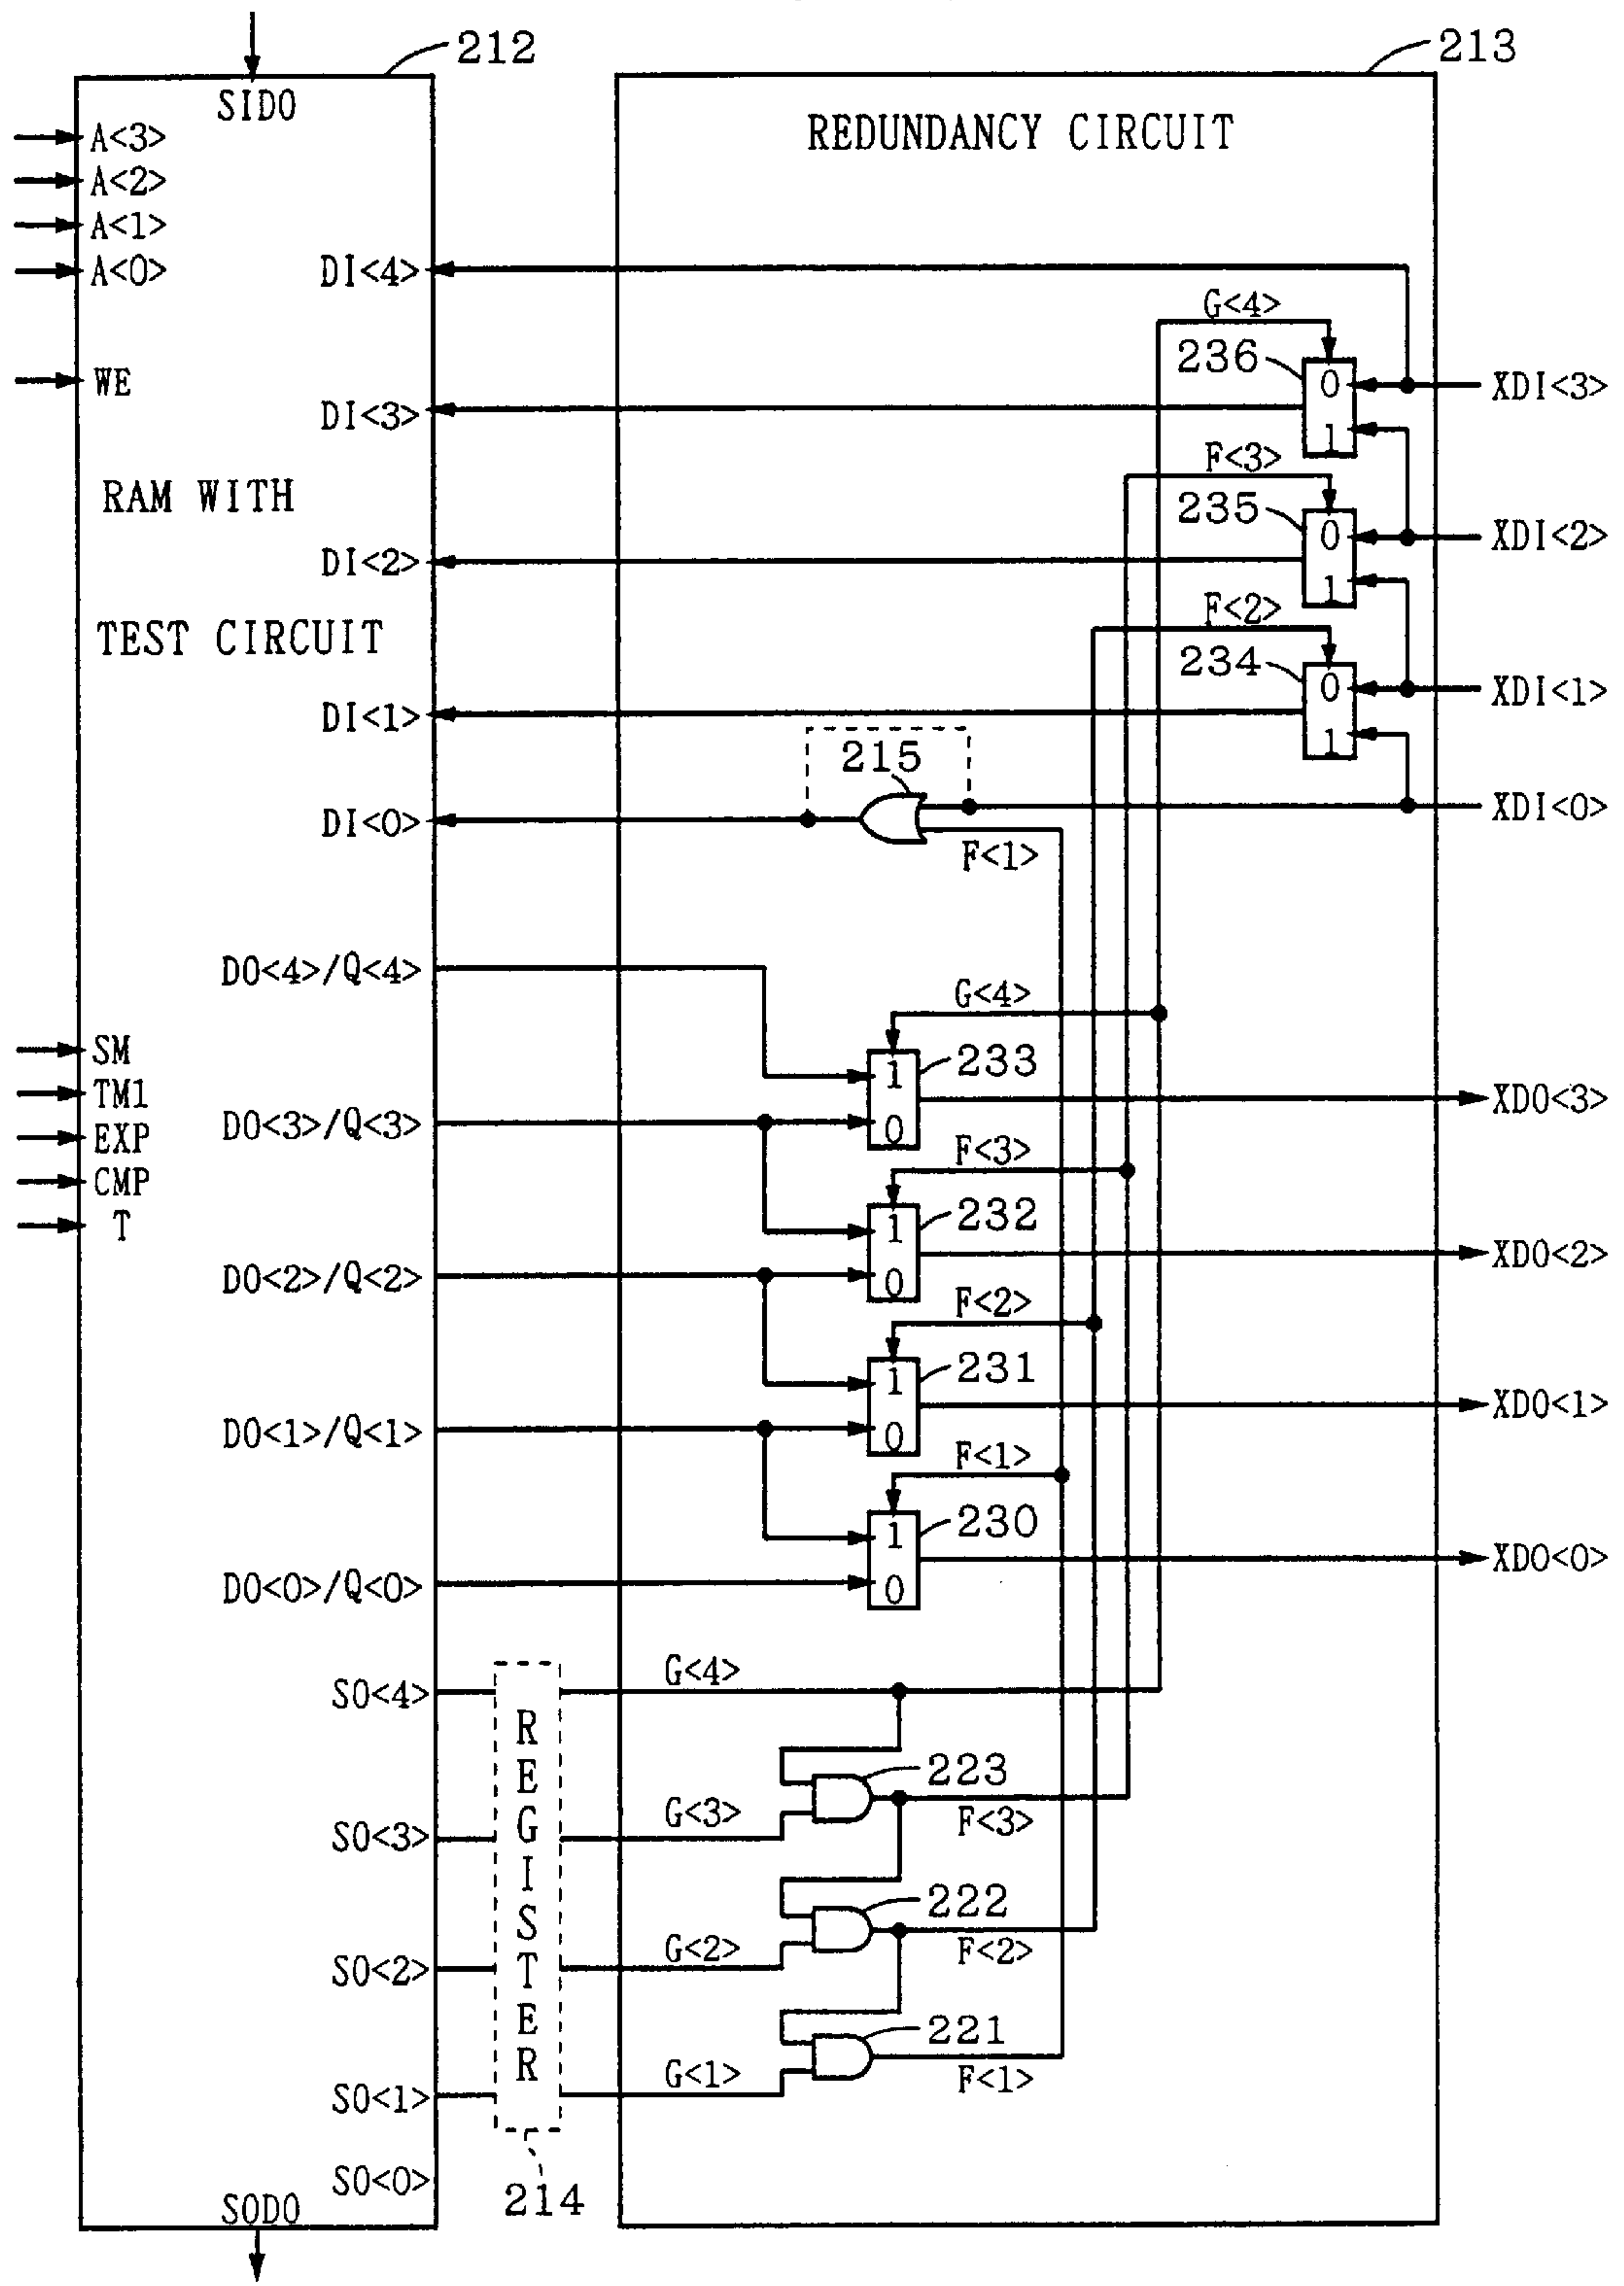 212
213
SIDO
REDUNDANCY CIRCUIT
A<3>
A<2>
A<1>
A<0>
DI<4>
G<4>
236
0
1
XDI<3>
WE
DI<3>
F<3>
235
0
1
XDI<2>
RAM WITH
DI<2>
F<2>
234
0
1
XDI<1>
TEST CIRCUIT
DI<1>
215
DI<0>
F<1>
XDI<0>
DO<4>/Q<4>
G<4>
233
1
0
XDO<3>
SM
TM1
EXP
CMP
T
DO<3>/Q<3>
F<3>
232
1
0
XDO<2>
DO<2>/Q<2>
F<2>
231
1
0
XDO<1>
DO<1>/Q<1>
F<1>
230
1
0
XDO<0>
DO<0>/Q<0>
SO<4>
G<4>
REGISTER
223
SO<3>
G<3>
F<3>
222
SO<2>
G<2>
F<2>
221
SO<1>
G<1>
F<1>
SO<0>
214
SODO